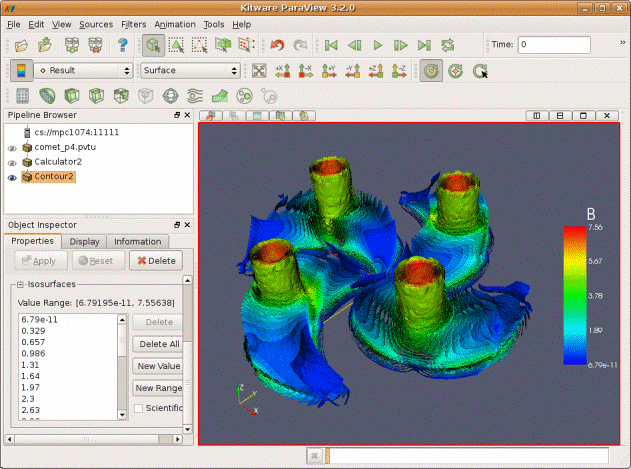 Kitware ParaView 3.2.0
File Edit View Sources Filters Animation Tools Help
Time: 0
Result Surface
+X -X +Y -Y +Z -Z
Pipeline Browser
cs://mpc1074:11111
comet_p4.pvtu
Calculator2
Contour2
Object Inspector
Properties Display Information
Apply Reset Delete
Isosurfaces
Value Range: [6.79195e-11, 7.55638]
6.79e-11
0.329
0.657
0.986
1.31
1.64
1.97
2.3
2.63
Delete
Delete All
New Value
New Range
Scientific
B
7.56
5.67
3.78
1.89
6.79e-11
Z
Y
X